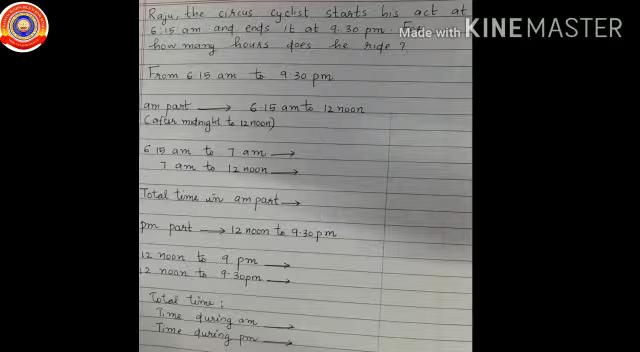 Raju, the circus cyclist starts his act at
6.15 am and ends it at 9.30 pm.
how many hours does he ride ?
Made with KINEMASTER
From 6.15 am to 9.30 pm
am part → 6.15 am to 12 noon
(after midnight to 12 noon)
6.15 am to 7 am →
7 am to 12 noon →
Total time in am part →
pm part → 12 noon to 9.30 pm
12 noon to 9 pm →
12 noon to 9.30pm →
Total time :
Time during am →
Time during pm →